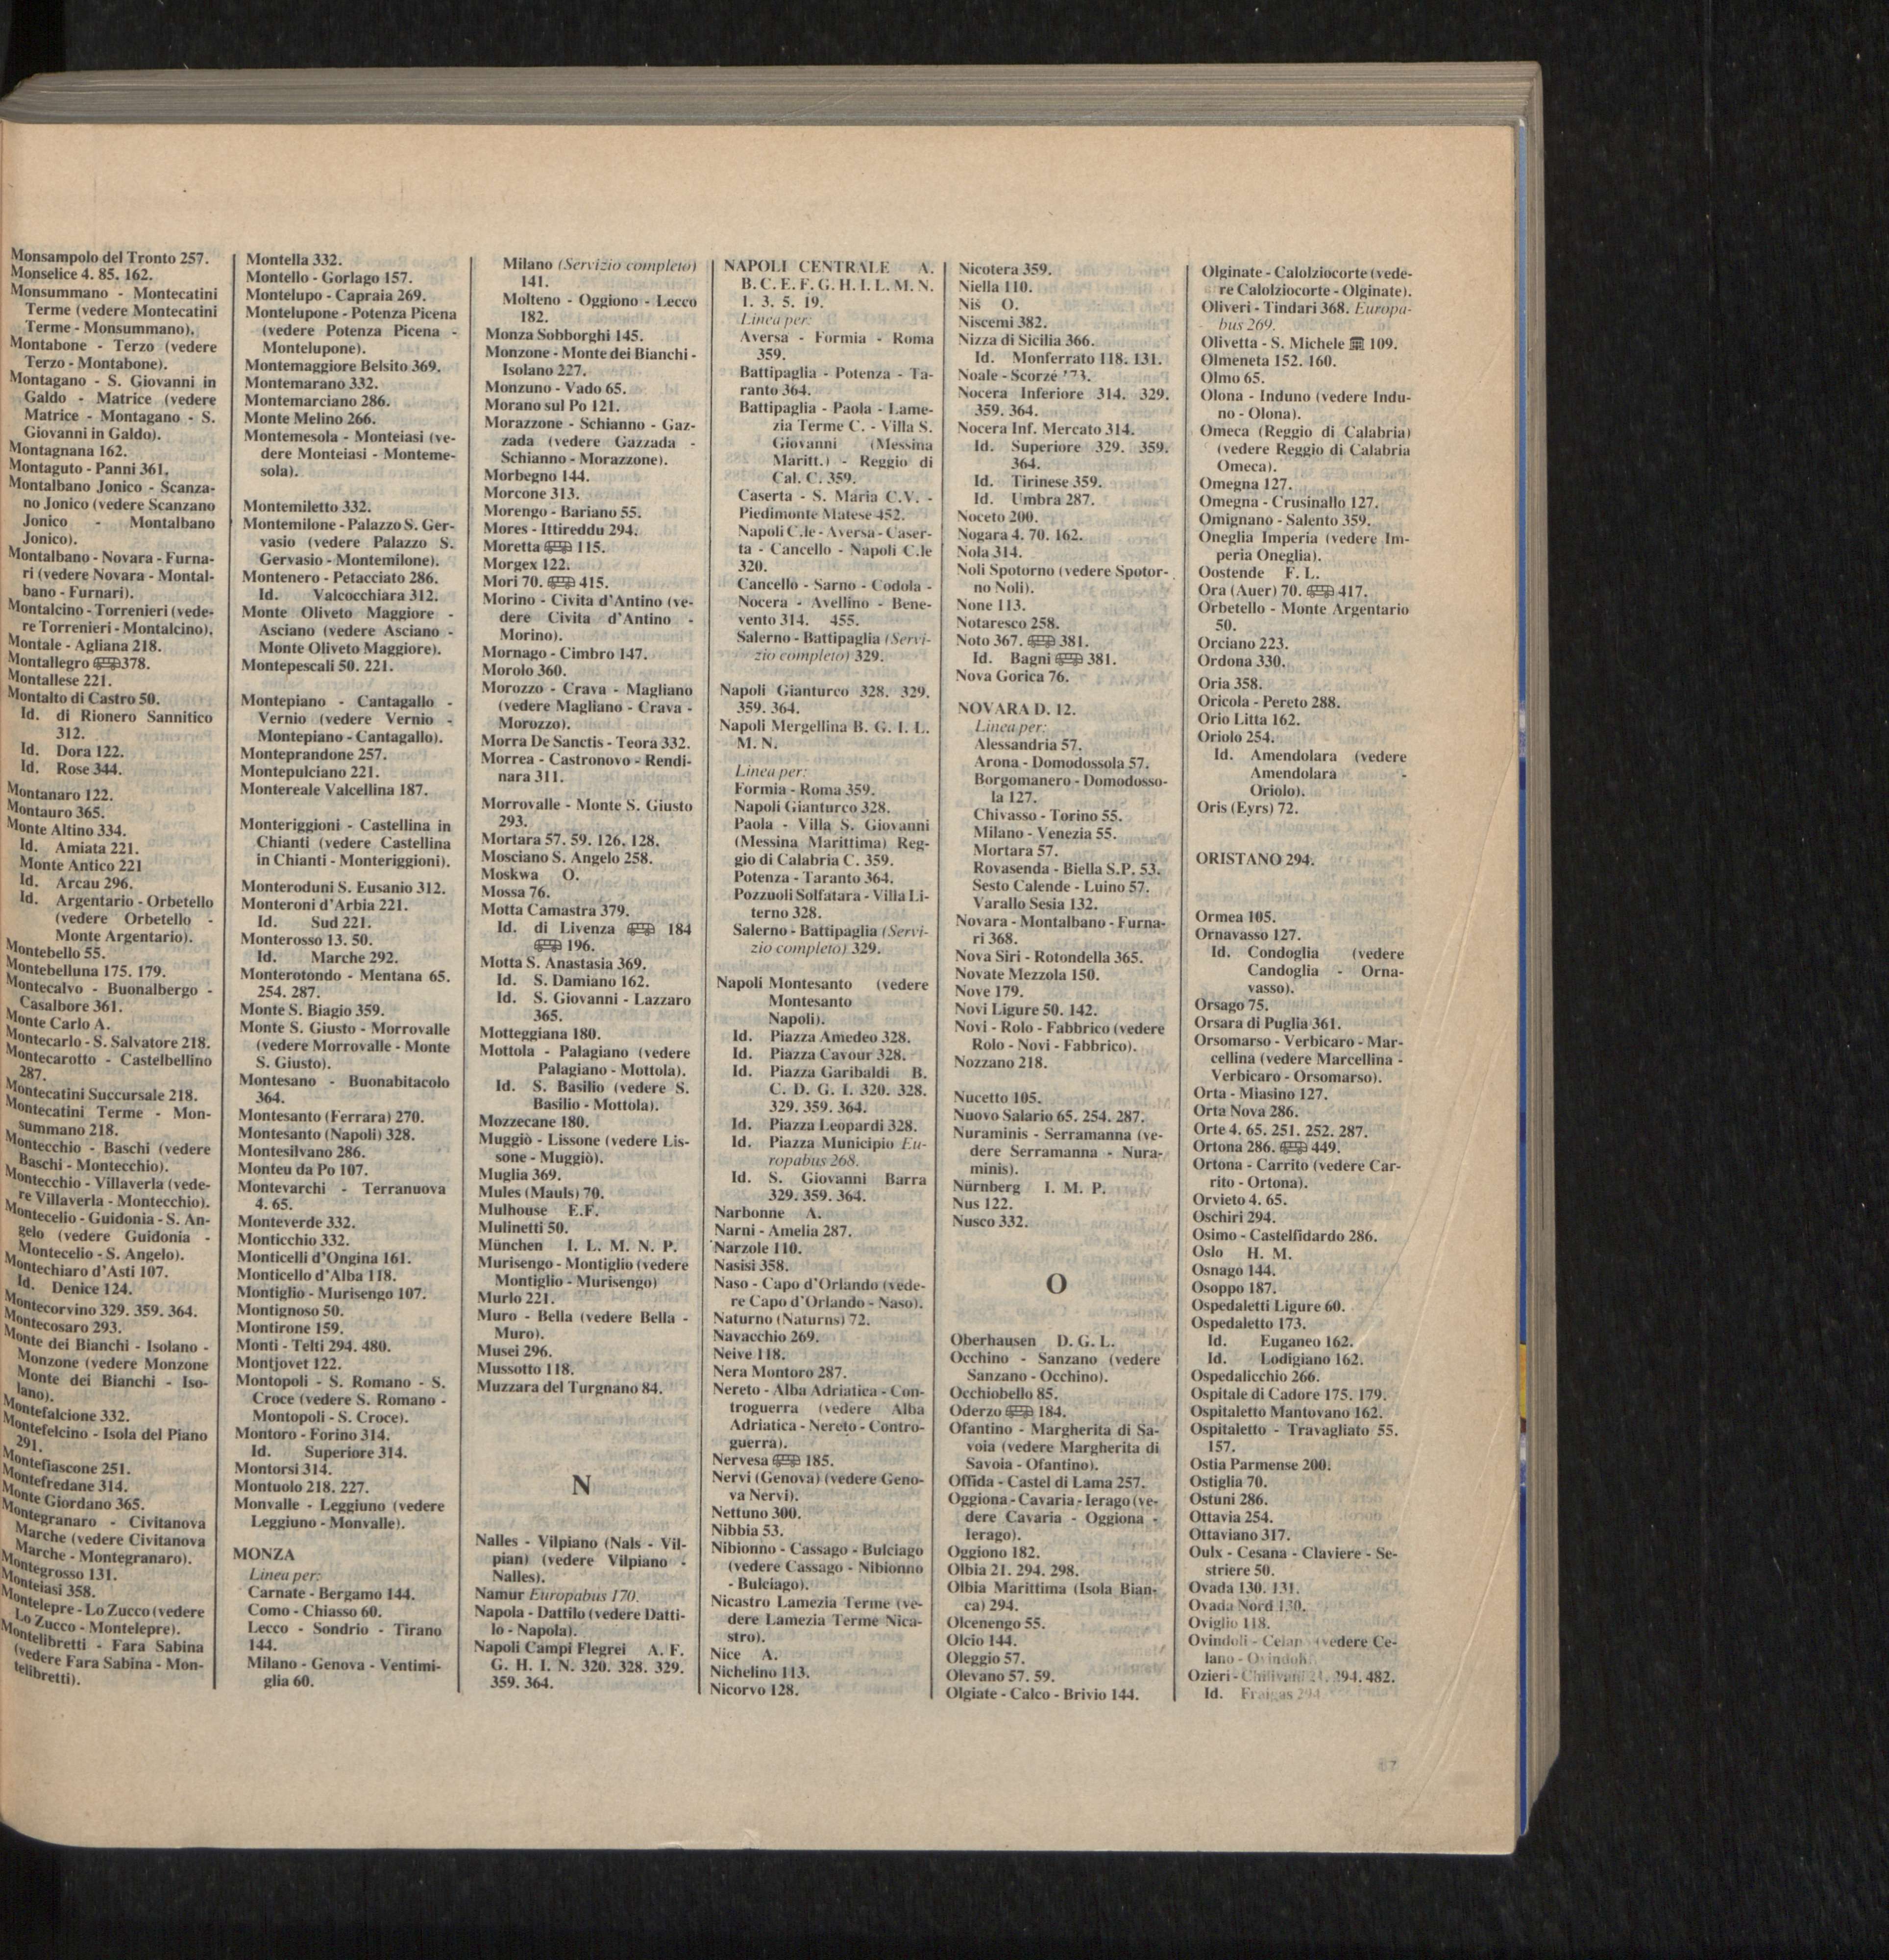 Monsampolo del Tronto 257.
Monselice 4. 85. 162.
Monsummano - Montecatini
Terme (vedere Montecatini
Terme - Monsummano).
Montabone - Terzo (vedere
Terzo - Montabone).
Montagano - S. Giovanni in
Galdo - Matrice (vedere
Matrice - Montagano - S.
Giovanni in Galdo).
Montagnana 162.
Montaguto - Panni 361.
Montalbano Jonico - Scanza-
no Jonico (vedere Scanzano
Jonico - Montalbano
Jonico).
Montalbano - Novara - Furna-
ri (vedere Novara - Montal-
bano - Furnari).
Montalcino - Torrenieri (vede-
re Torrenieri - Montalcino).
Montale - Agliana 218.
Montallegro 378.
Montallese 221.
Montalto di Castro 50.
Id. di Rionero Sannitico
312.
Id. Dora 122.
Id. Rose 344.
Montanaro 122.
Montauro 365.
Monte Altino 334.
Id. Amiata 221.
Monte Antico 221
Id. Arcau 296.
Id. Argentario - Orbetello
(vedere Orbetello -
Monte Argentario).
Montebello 55.
Montebelluna 175. 179.
Montecalvo - Buonalbergo -
Casalbore 361.
Monte Carlo A.
Montecarlo - S. Salvatore 218.
Montecarotto - Castelbellino
287.
Montecatini Succursale 218.
Montecatini Terme - Mon-
summano 218.
Montecchio - Baschi (vedere
Baschi - Montecchio).
Montecchio - Villaverla (vede-
re Villaverla - Montecchio).
Montecelio - Guidonia - S. An-
gelo (vedere Guidonia -
Montecelio - S. Angelo).
Montechiaro d'Asti 107.
Id. Denice 124.
Montecorvino 329. 359. 364.
Montecosaro 293.
Monte dei Bianchi - Isolano -
Monzone (vedere Monzone
Monte dei Bianchi - Iso-
lano).
Montefalcione 332.
Montefelcino - Isola del Piano
291.
Montefiascone 251.
Montefredane 314.
Monte Giordano 365.
Montegranaro - Civitanova
Marche (vedere Civitanova
Marche - Montegranaro).
Montegrosso 131.
Monteiasi 358.
Montelepre - Lo Zucco (vedere
Lo Zucco - Montelepre).
Montelibretti - Fara Sabina
(vedere Fara Sabina - Mon-
telibretti).
Montella 332.
Montello - Gorlago 157.
Montelupo - Capraia 269.
Montelupone - Potenza Picena
(vedere Potenza Picena -
Montelupone).
Montemaggiore Belsito 369.
Montemarano 332.
Montemarciano 286.
Monte Melino 266.
Montemesola - Monteiasi (ve-
dere Monteiasi - Monteme-
sola).
Montemiletto 332.
Montemilone - Palazzo S. Ger-
vasio (vedere Palazzo S.
Gervasio - Montemilone).
Montenero - Petacciato 286.
Id. Valcocchiara 312.
Monte Oliveto Maggiore -
Asciano (vedere Asciano -
Monte Oliveto Maggiore).
Montepescali 50. 221.
Montepiano - Cantagallo -
Vernio (vedere Vernio -
Montepiano - Cantagallo).
Monteprandone 257.
Montepulciano 221.
Montereale Valcellina 187.
Monteriggioni - Castellina in
Chianti (vedere Castellina
in Chianti - Monteriggioni).
Monteroduni S. Eusanio 312.
Monteroni d'Arbia 221.
Id. Sud 221.
Monterosso 13. 50.
Id. Marche 292.
Monterotondo - Mentana 65.
254. 287.
Monte S. Biagio 359.
Monte S. Giusto - Morrovalle
(vedere Morrovalle - Monte
S. Giusto).
Montesano - Buonabitacolo
364.
Montesanto (Ferrara) 270.
Montesanto (Napoli) 328.
Montesilvano 286.
Monteu da Po 107.
Montevarchi - Terranuova
4. 65.
Monteverde 332.
Monticchio 332.
Monticelli d'Ongina 161.
Monticello d'Alba 118.
Montiglio - Murisengo 107.
Montignoso 50.
Montirone 159.
Monti - Telti 294. 480.
Montjovet 122.
Montopoli - S. Romano - S.
Croce (vedere S. Romano -
Montopoli - S. Croce).
Montoro - Forino 314.
Id. Superiore 314.
Montorsi 314.
Montuolo 218. 227.
Monvalle - Leggiuno (vedere
Leggiuno - Monvalle).
MONZA
Linea per:
Carnate - Bergamo 144.
Como - Chiasso 60.
Lecco - Sondrio - Tirano
144.
Milano - Genova - Ventimi-
glia 60.
Milano (Servizio completo)
141.
Molteno - Oggiono - Lecco
182.
Monza Sobborghi 145.
Monzone - Monte dei Bianchi -
Isolano 227.
Monzuno - Vado 65.
Morano sul Po 121.
Morazzone - Schianno - Gaz-
zada (vedere Gazzada -
Schianno - Morazzone).
Morbegno 144.
Morcone 313.
Morengo - Bariano 55.
Mores - Ittireddu 294.
Moretta 115.
Morgex 122.
Mori 70. 415.
Morino - Civita d'Antino (ve-
dere Civita d'Antino -
Morino).
Mornago - Cimbro 147.
Morolo 360.
Morozzo - Crava - Magliano
(vedere Magliano - Crava -
Morozzo).
Morra De Sanctis - Teora 332.
Morrea - Castronovo - Rendi-
nara 311.
Morrovalle - Monte S. Giusto
293.
Mortara 57. 59. 126. 128.
Mosciano S. Angelo 258.
Moskwa O.
Mossa 76.
Motta Camastra 379.
Id. di Livenza 184
196.
Motta S. Anastasia 369.
Id. S. Damiano 162.
Id. S. Giovanni - Lazzaro
365.
Motteggiana 180.
Mottola - Palagiano (vedere
Palagiano - Mottola).
Id. S. Basilio (vedere S.
Basilio - Mottola).
Mozzecane 180.
Muggiò - Lissone (vedere Lis-
sone - Muggiò).
Muglia 369.
Mules (Mauls) 70.
Mulhouse E.F.
Mulinetti 50.
München I. L. M. N. P.
Murisengo - Montiglio (vedere
Montiglio - Murisengo)
Murlo 221.
Muro - Bella (vedere Bella -
Muro).
Musei 296.
Mussotto 118.
Muzzara del Turgnano 84.
N
Nalles - Vilpiano (Nals - Vil-
pian) (vedere Vilpiano -
Nalles).
Namur Europabus 170.
Napola - Dattilo (vedere Datti-
lo - Napola).
Napoli Campi Flegrei A. F.
G. H. I. N. 320. 328. 329.
359. 364.
NAPOLI CENTRALE A.
B. C. E. F. G. H. I. L. M. N.
1. 3. 5. 19.
Linea per:
Aversa - Formia - Roma
359.
Battipaglia - Potenza - Ta-
ranto 364.
Battipaglia - Paola - Lame-
zia Terme C. - Villa S.
Giovanni (Messina
Maritt.) - Reggio di
Cal. C. 359.
Caserta - S. Maria C.V. -
Piedimonte Matese 452.
Napoli C.le - Aversa - Caser-
ta - Cancello - Napoli C.le
320.
Cancello - Sarno - Codola -
Nocera - Avellino - Bene-
vento 314. 455.
Salerno - Battipaglia (Servi-
zio completo) 329.
Napoli Gianturco 328. 329.
359. 364.
Napoli Mergellina B. G. I. L.
M. N.
Linea per:
Formia - Roma 359.
Napoli Gianturco 328.
Paola - Villa S. Giovanni
(Messina Marittima) Reg-
gio di Calabria C. 359.
Potenza - Taranto 364.
Pozzuoli Solfatara - Villa Li-
terno 328.
Salerno - Battipaglia (Servi-
zio completo) 329.
Napoli Montesanto (vedere
Montesanto
Napoli).
Id. Piazza Amedeo 328.
Id. Piazza Cavour 328.
Id. Piazza Garibaldi B.
C. D. G. I. 320. 328.
329. 359. 364.
Id. Piazza Leopardi 328.
Id. Piazza Municipio Eu-
ropabus 268.
Id. S. Giovanni Barra
329. 359. 364.
Narbonne A.
Narni - Amelia 287.
Narzole 110.
Nasisi 358.
Naso - Capo d'Orlando (vede-
re Capo d'Orlando - Naso).
Naturno (Naturns) 72.
Navacchio 269.
Neive 118.
Nera Montoro 287.
Nereto - Alba Adriatica - Con-
troguerra (vedere Alba
Adriatica - Nereto - Contro-
guerra).
Nervesa 185.
Nervi (Genova) (vedere Geno-
va Nervi).
Nettuno 300.
Nibbia 53.
Nibionno - Cassago - Bulciago
(vedere Cassago - Nibionno
- Bulciago).
Nicastro Lamezia Terme (ve-
dere Lamezia Terme Nica-
stro).
Nice A.
Nichelino 113.
Nicorvo 128.
Nicotera 359.
Niella 110.
Niš O.
Niscemi 382.
Nizza di Sicilia 366.
Id. Monferrato 118. 131.
Noale - Scorzé
Nocera Inferiore 314. 329.
359. 364.
Nocera Inf. Mercato 314.
Id. Superiore 329. 359.
364.
Id. Tirinese 359.
Id. Umbra 287.
Noceto 200.
Nogara 4. 70. 162.
Nola 314.
Noli Spotorno (vedere Spotor-
no Noli).
None 113.
Notaresco 258.
Noto 367. 381.
Id. Bagni 381.
Nova Gorica 76.
NOVARA D. 12.
Linea per:
Alessandria 57.
Arona - Domodossola 57.
Borgomanero - Domodosso-
la 127.
Chivasso - Torino 55.
Milano - Venezia 55.
Mortara 57.
Rovasenda - Biella S.P. 53.
Sesto Calende - Luino 57.
Varallo Sesia 132.
Novara - Montalbano - Furna-
ri 368.
Nova Siri - Rotondella 365.
Novate Mezzola 150.
Nove 179.
Novi Ligure 50. 142.
Novi - Rolo - Fabbrico (vedere
Rolo - Novi - Fabbrico).
Nozzano 218.
Nucetto 105.
Nuovo Salario 65. 254. 287.
Nuraminis - Serramanna (ve-
dere Serramanna - Nura-
minis).
Nürnberg I. M. P.
Nus 122.
Nusco 332.
O
Oberhausen D. G. L.
Occhino - Sanzano (vedere
Sanzano - Occhino).
Occhiobello 85.
Oderzo 184.
Ofantino - Margherita di Sa-
voia (vedere Margherita di
Savoia - Ofantino).
Offida - Castel di Lama 257.
Oggiona - Cavaria - Ierago (ve-
dere Cavaria - Oggiona -
Ierago).
Oggiono 182.
Olbia 21. 294. 298.
Olbia Marittima (Isola Bian-
ca) 294.
Olcenengo 55.
Olcio 144.
Oleggio 57.
Olevano 57. 59.
Olgiate - Calco - Brivio 144.
Olginate - Calolziocorte (vede-
re Calolziocorte - Olginate).
Oliveri - Tindari 368. Europa-
bus 269.
Olivetta - S. Michele 109.
Olmeneta 152. 160.
Olmo 65.
Olona - Induno (vedere Indu-
no - Olona).
Omeca (Reggio di Calabria)
(vedere Reggio di Calabria
Omeca).
Omegna 127.
Omegna - Crusinallo 127.
Omignano - Salento 359.
Oneglia Imperia (vedere Im-
peria Oneglia).
Oostende F. L.
Ora (Auer) 70. 417.
Orbetello - Monte Argentario
50.
Orciano 223.
Ordona 330.
Oria 358.
Oricola - Pereto 288.
Orio Litta 162.
Oriolo 254.
Id. Amendolara (vedere
Amendolara -
Oriolo).
Oris (Eyrs) 72.
ORISTANO 294.
Ormea 105.
Ornavasso 127.
Id. Condoglia (vedere
Candoglia - Orna-
vasso).
Orsago 75.
Orsara di Puglia 361.
Orsomarso - Verbicaro - Mar-
cellina (vedere Marcellina -
Verbicaro - Orsomarso).
Orta - Miasino 127.
Orta Nova 286.
Orte 4. 65. 251. 252. 287.
Ortona 286. 449.
Ortona - Carrito (vedere Car-
rito - Ortona).
Orvieto 4. 65.
Oschiri 294.
Osimo - Castelfidardo 286.
Oslo H. M.
Osnago 144.
Osoppo 187.
Ospedaletti Ligure 60.
Ospedaletto 173.
Id. Euganeo 162.
Id. Lodigiano 162.
Ospedalicchio 266.
Ospitale di Cadore 175. 179.
Ospitaletto Mantovano 162.
Ospitaletto - Travagliato 55.
157.
Ostia Parmense 200.
Ostiglia 70.
Ostuni 286.
Ottavia 254.
Ottaviano 317.
Oulx - Cesana - Claviere - Se-
striere 50.
Ovada 130. 131.
Ovada Nord 130.
Oviglio 118.
Ovindoli - Celano (vedere Ce-
lano - Ovindoli).
Ozieri - Chilivani 21. 294. 482.
Id. Fraigas 294